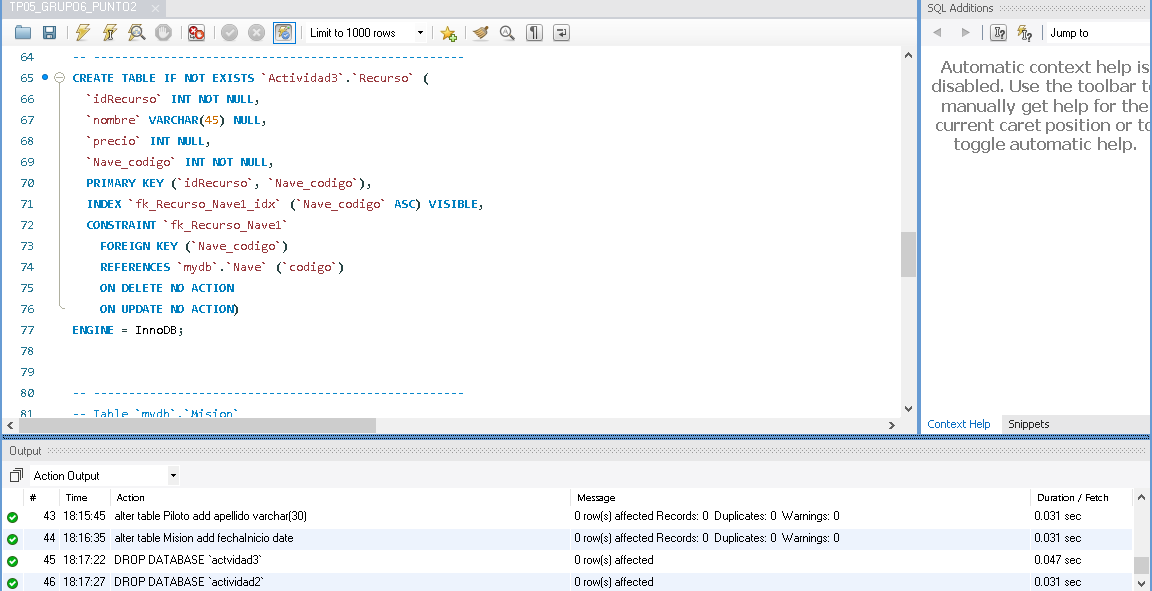 TP05_GRUPO6_PUNTO2 ×
SQL Additions
Limit to 1000 rows
Jump to
64 -- -----------------------------------------------------
65 CREATE TABLE IF NOT EXISTS `Actividad3`.`Recurso` (
66 `idRecurso` INT NOT NULL,
67 `nombre` VARCHAR(45) NULL,
68 `precio` INT NULL,
69 `Nave_codigo` INT NOT NULL,
70 PRIMARY KEY (`idRecurso`, `Nave_codigo`),
71 INDEX `fk_Recurso_Nave1_idx` (`Nave_codigo` ASC) VISIBLE,
72 CONSTRAINT `fk_Recurso_Nave1`
73 FOREIGN KEY (`Nave_codigo`)
74 REFERENCES `mydb`.`Nave` (`codigo`)
75 ON DELETE NO ACTION
76 ON UPDATE NO ACTION)
77 ENGINE = InnoDB;
78
79
80 -- -----------------------------------------------------
81 -- Table `mydb`.`Mision`
Automatic context help is
disabled. Use the toolbar t
manually get help for the
current caret position or to
toggle automatic help.
Context Help Snippets
Output
Action Output
# Time Action Message Duration / Fetch
43 18:15:45 alter table Piloto add apellido varchar(30) 0 row(s) affected Records: 0 Duplicates: 0 Warnings: 0 0.031 sec
44 18:16:35 alter table Mision add fechaInicio date 0 row(s) affected Records: 0 Duplicates: 0 Warnings: 0 0.031 sec
45 18:17:22 DROP DATABASE `actvidad3` 0 row(s) affected 0.047 sec
46 18:17:27 DROP DATABASE `actividad2` 0 row(s) affected 0.031 sec